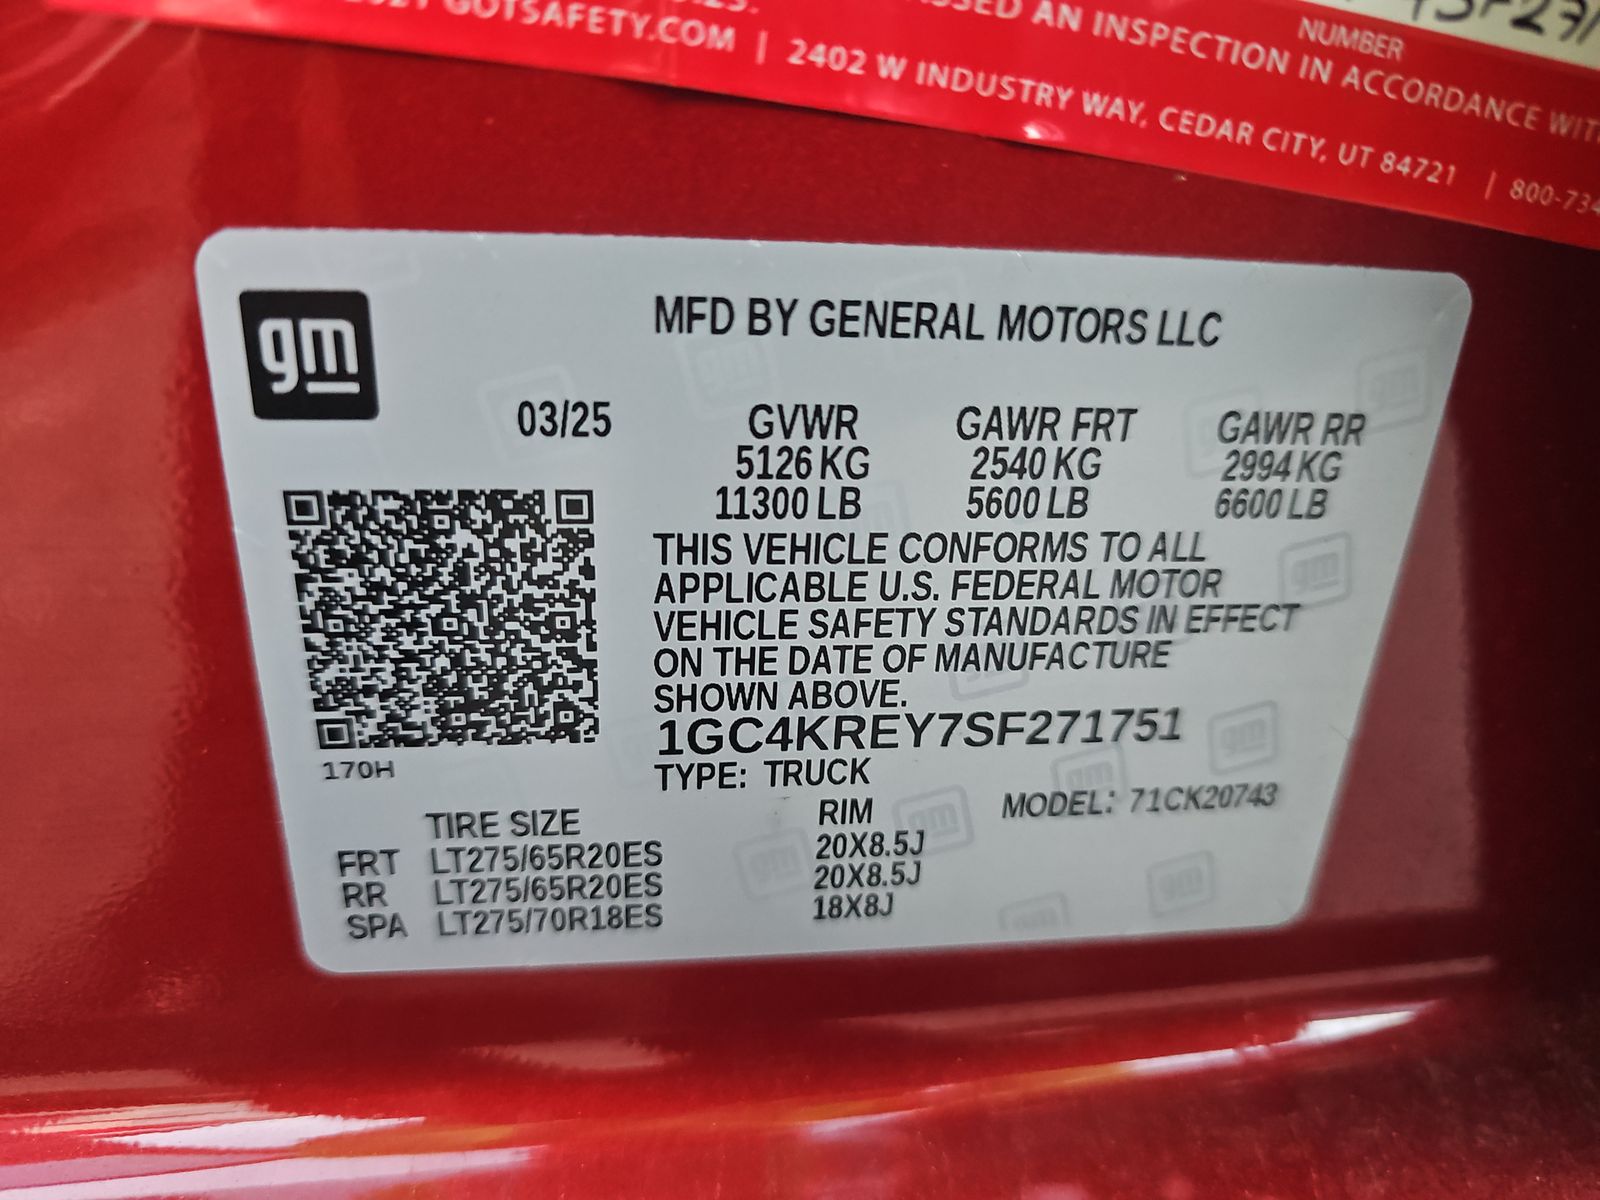 GOTSAFETY.COM | 2402 W INDUSTRY WAY, CEDAR CITY, UT 84721 | 800-734
AN INSPECTION IN ACCORDANCE
NUMBER
gm
MFD BY GENERAL MOTORS LLC
03/25 GVWR GAWR FRT GAWR RR
5126 KG 2540 KG 2994 KG
11300 LB 5600 LB 6600 LB
THIS VEHICLE CONFORMS TO ALL
APPLICABLE U.S. FEDERAL MOTOR
VEHICLE SAFETY STANDARDS IN EFFECT
ON THE DATE OF MANUFACTURE
SHOWN ABOVE.
1GC4KREY7SF271751
170H
TYPE: TRUCK
MODEL: 71CK20743
TIRE SIZE RIM
FRT LT275/65R20ES 20X8.5J
RR LT275/65R20ES 20X8.5J
SPA LT275/70R18ES 18X8J